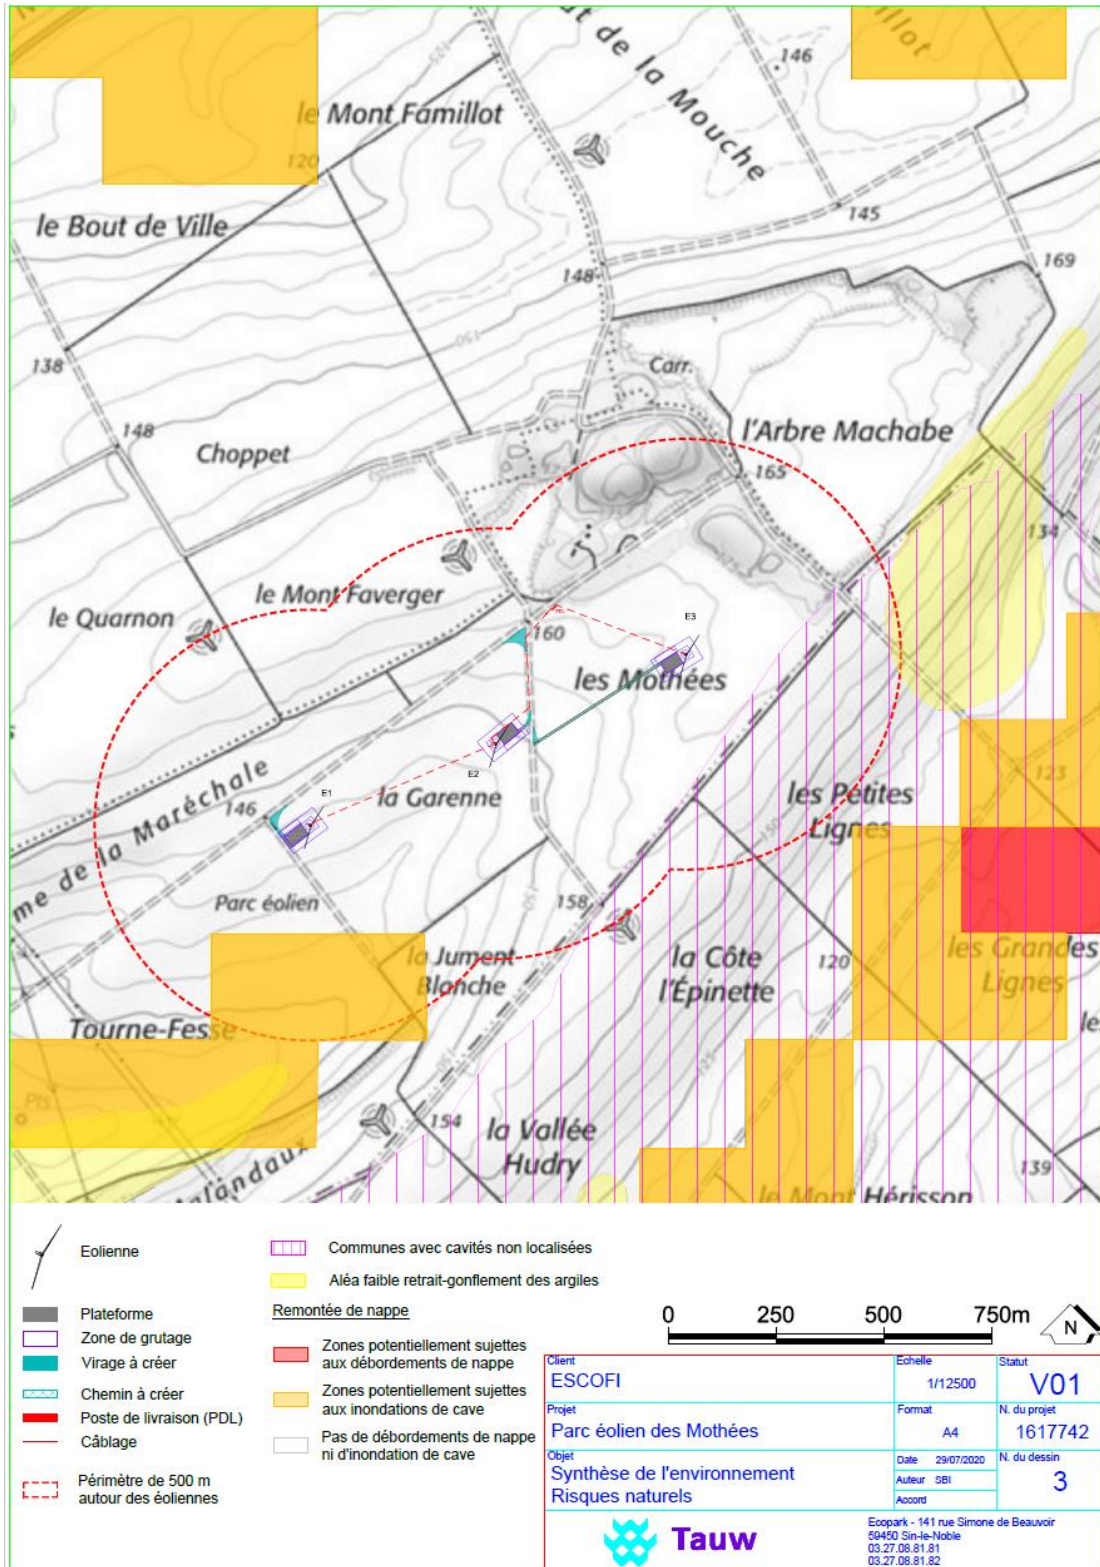 146
le Mont Famillot
de la Mouche
120
le Bout de Ville
145
169
148
138
Carr.
148
Choppet
l'Arbre Machabe
165
134
le Mont Faverger
le Quarnon
160
E3
les Mothées
E2
E1
la Garenne
146
les Petites
Lignes
123
me de la Maréchale
Parc éolien
158
la Jument
Blanche
la Côte
l'Épinette
120
les Grandes
Lignes
Tourne-Fesse
le
Pts
154
la Vallée
Hudry
139
le Mont Hérisson
Eolienne
Plateforme
Zone de grutage
Virage à créer
Chemin à créer
Poste de livraison (PDL)
Câblage
Périmètre de 500 m
autour des éoliennes
Communes avec cavités non localisées
Aléa faible retrait-gonflement des argiles
Remontée de nappe
Zones potentiellement sujettes
aux débordements de nappe
Zones potentiellement sujettes
aux inondations de cave
Pas de débordements de nappe
ni d'inondation de cave
0 250 500 750m
N
Client
ESCOFI
Echelle
1/12500
Statut
V01
Projet
Parc éolien des Mothées
Format
A4
N. du projet
1617742
Objet
Synthèse de l'environnement
Risques naturels
Date 29/07/2020
Auteur SBI
Accord
N. du dessin
3
Tauw
Ecopark - 141 rue Simone de Beauvoir
59450 Sin-le-Noble
03.27.08.81.81
03.27.08.81.82